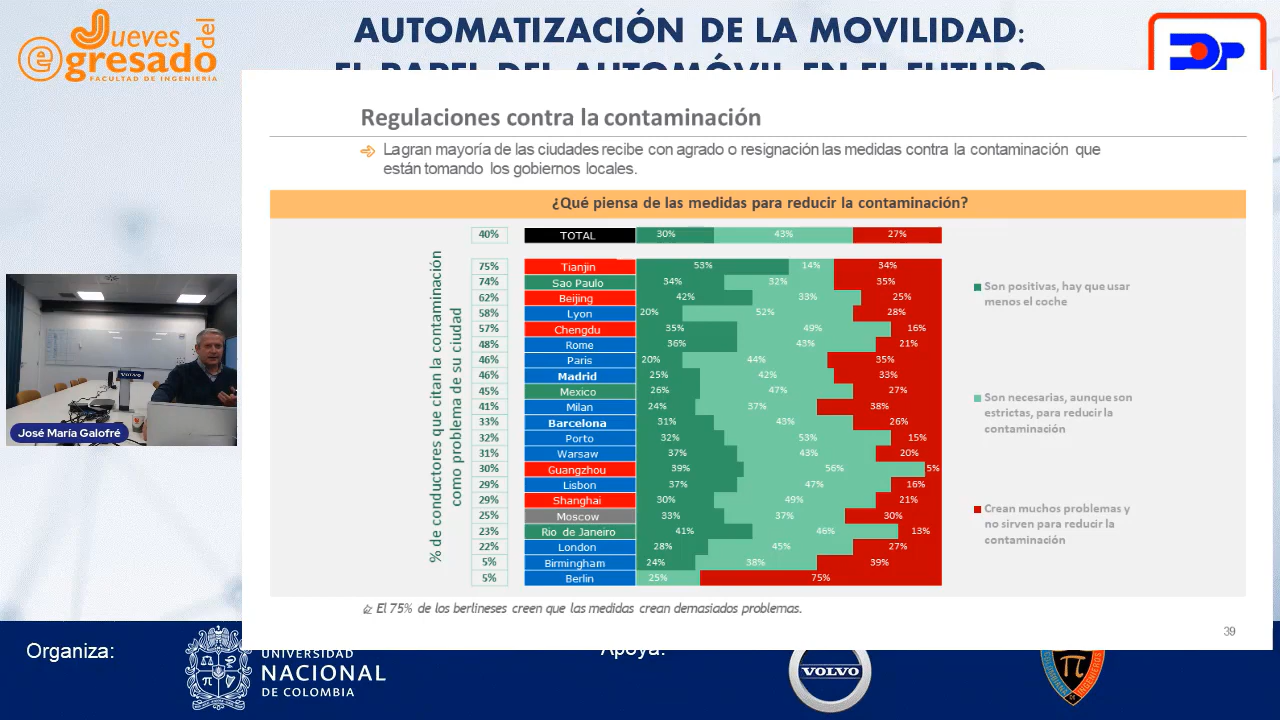 Jueves del
egresado
FACULTAD DE INGENIERÍA
AUTOMATIZACIÓN DE LA MOVILIDAD:
EL PAPEL DEL AUTOMÓVIL EN EL FUTURO
Regulaciones contra la contaminación
La gran mayoría de las ciudades recibe con agrado o resignación las medidas contra la contaminación que
están tomando los gobiernos locales.
¿Qué piensa de las medidas para reducir la contaminación?
% de conductores que citan la contaminación
como problema de su ciudad
40% TOTAL 30% 43% 27%
75% Tianjin 53% 14% 34%
74% Sao Paulo 34% 32% 35%
62% Beijing 42% 33% 25%
58% Lyon 20% 52% 28%
57% Chengdu 35% 49% 16%
48% Rome 36% 43% 21%
46% Paris 20% 44% 35%
46% Madrid 25% 42% 33%
45% Mexico 26% 47% 27%
41% Milan 24% 37% 38%
33% Barcelona 31% 43% 26%
32% Porto 32% 53% 15%
31% Warsaw 37% 43% 20%
30% Guangzhou 39% 56% 5%
29% Lisbon 37% 47% 16%
29% Shanghai 30% 49% 21%
25% Moscow 33% 37% 30%
23% Rio de Janeiro 41% 46% 13%
22% London 28% 45% 27%
5% Birmingham 24% 38% 39%
5% Berlin 25% 75%
Son positivas, hay que usar
menos el coche
Son necesarias, aunque son
estrictas, para reducir la
contaminación
Crean muchos problemas y
no sirven para reducir la
contaminación
El 75% de los berlineses creen que las medidas crean demasiados problemas.
39
VOLVO
José María Galofré
Organiza:
UNIVERSIDAD
NACIONAL
DE COLOMBIA
Apoya:
VOLVO